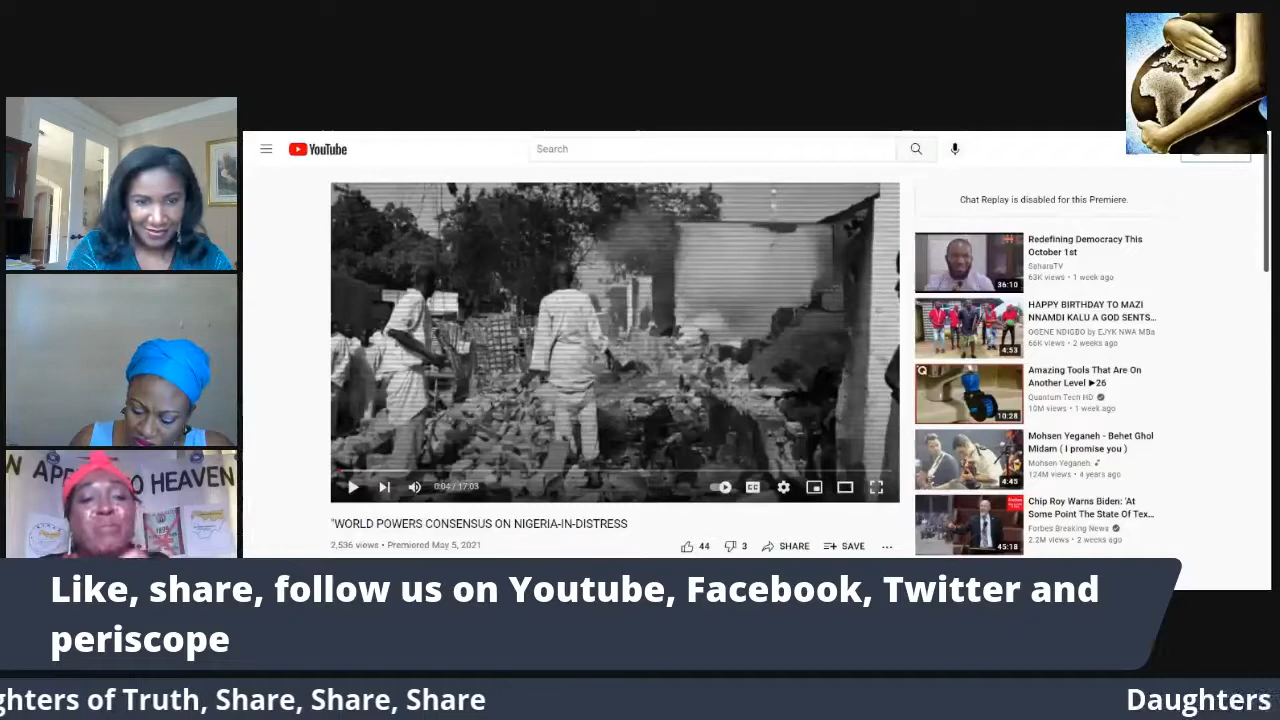 YouTube
Search
Chat Replay is disabled for this Premiere.
Redefining Democracy This
October 1st
SaharaTV
63K views • 1 week ago
36:10
HAPPY BIRTHDAY TO MAZI
NNAMDI KALU A GOD SENTS...
OGENE NDIGBO by EJYK NWA MBa
66K views • 2 weeks ago
4:53
Amazing Tools That Are On
Another Level ▶26
Quantum Tech HD
10M views • 1 week ago
10:28
Mohsen Yeganeh - Behet Ghol
Midam ( I promise you )
Mohsen Yeganeh
124M views • 4 years ago
4:45
Chip Roy Warns Biden: 'At
Some Point The State Of Tex...
Forbes Breaking News
2.2M views • 2 weeks ago
45:18
0:04 / 17:03
CC
"WORLD POWERS CONSENSUS ON NIGERIA-IN-DISTRESS
2,536 views • Premiered May 5, 2021
44
3
SHARE
SAVE
HEAVEN
Like, share, follow us on Youtube, Facebook, Twitter and
periscope
ghters of Truth, Share, Share, Share
Daughters